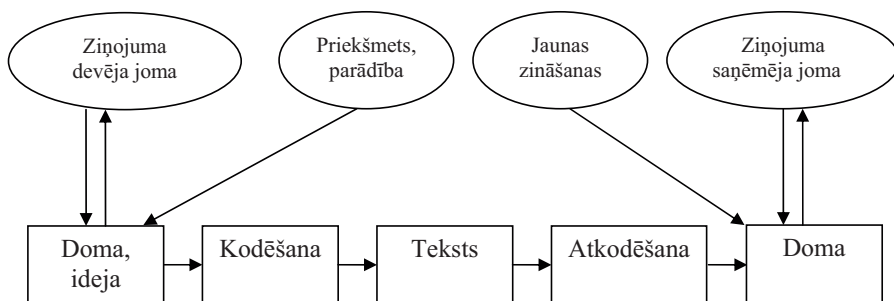 Ziņojuma
devēja joma
Priekšmets,
parādība
Jaunas
zināšanas
Ziņojuma
saņēmēja joma
Doma,
ideja
Kodēšana
Teksts
Atkodēšana
Doma